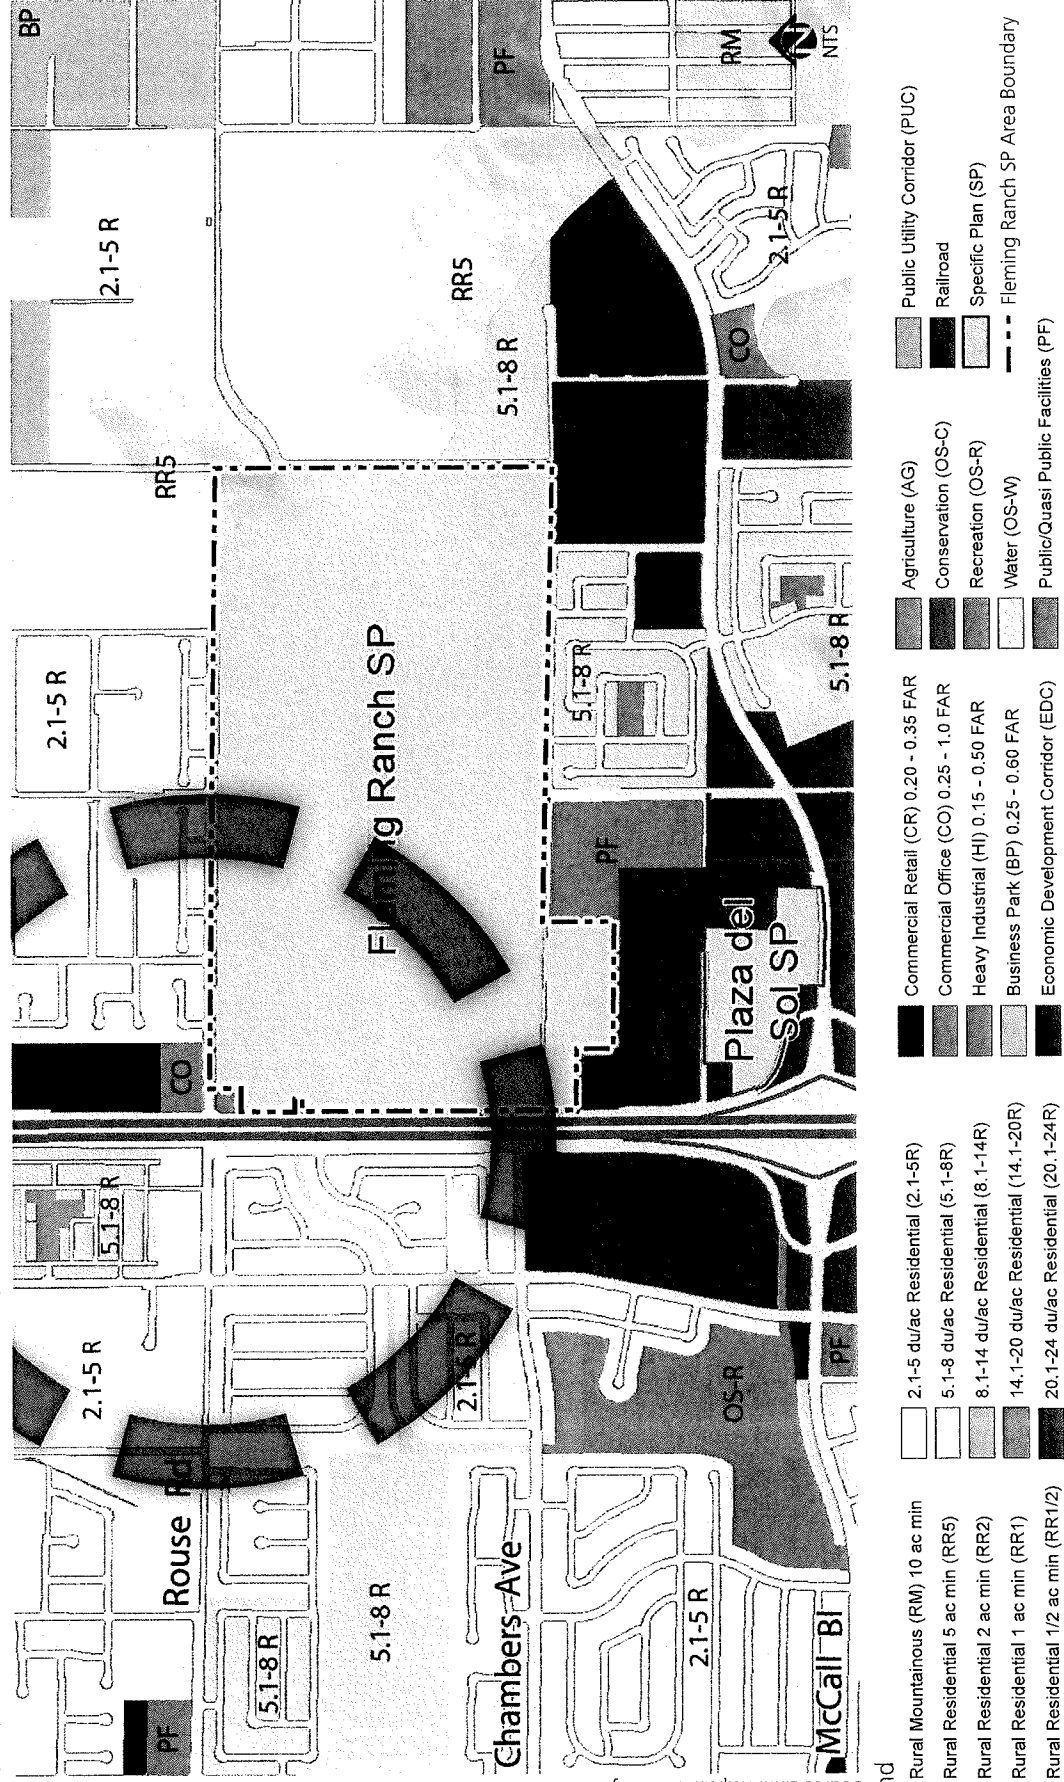 BP
2.1-5 R
PF
RM
N
NTS
RR5
RR5
5.1-8 R
2.1-5 R
CO
2.1-5 R
Fleming Ranch SP
5.1-8 R
5.1-8 R
PF
Plaza del
Sol SP
CO
5.1-8 R
2.1-5 R
2.1-5 R
OS-R
PF
Rouse Rd
5.1-8 R
5.1-8 R
PF
Chambers Ave
2.1-5 R
McCall Bl
nd
Rural Mountainous (RM) 10 ac min
Rural Residential 5 ac min (RR5)
Rural Residential 2 ac min (RR2)
Rural Residential 1 ac min (RR1)
Rural Residential 1/2 ac min (RR1/2)
2.1-5 du/ac Residential (2.1-5R)
5.1-8 du/ac Residential (5.1-8R)
8.1-14 du/ac Residential (8.1-14R)
14.1-20 du/ac Residential (14.1-20R)
20.1-24 du/ac Residential (20.1-24R)
Commercial Retail (CR) 0.20 - 0.35 FAR
Commercial Office (CO) 0.25 - 1.0 FAR
Heavy Industrial (HI) 0.15 - 0.50 FAR
Business Park (BP) 0.25 - 0.60 FAR
Economic Development Corridor (EDC)
Agriculture (AG)
Conservation (OS-C)
Recreation (OS-R)
Water (OS-W)
Public/Quasi Public Facilities (PF)
Public Utility Corridor (PUC)
Railroad
Specific Plan (SP)
Fleming Ranch SP Area Boundary